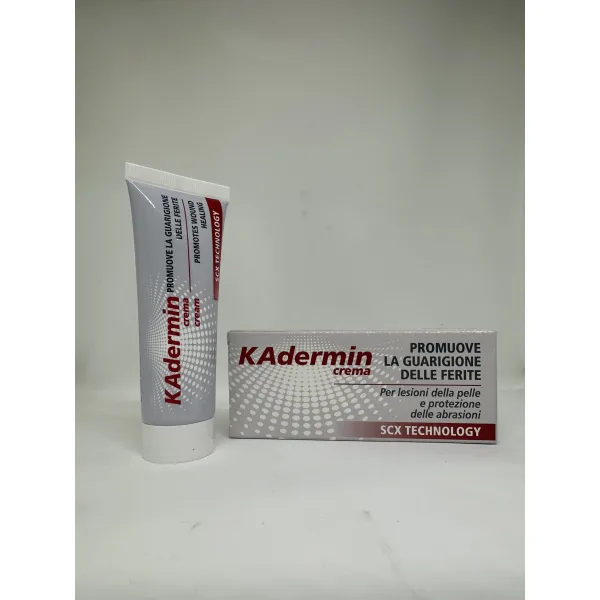 KAdermin
crema
cream
PROMUOVE LA GUARIGIONE
DELLE FERITE
PROMOTES WOUND
HEALING
SCX TECHNOLOGY
KAdermin
crema
PROMUOVE
LA GUARIGIONE
DELLE FERITE
Per lesioni della pelle
e protezione
delle abrasioni
SCX TECHNOLOGY